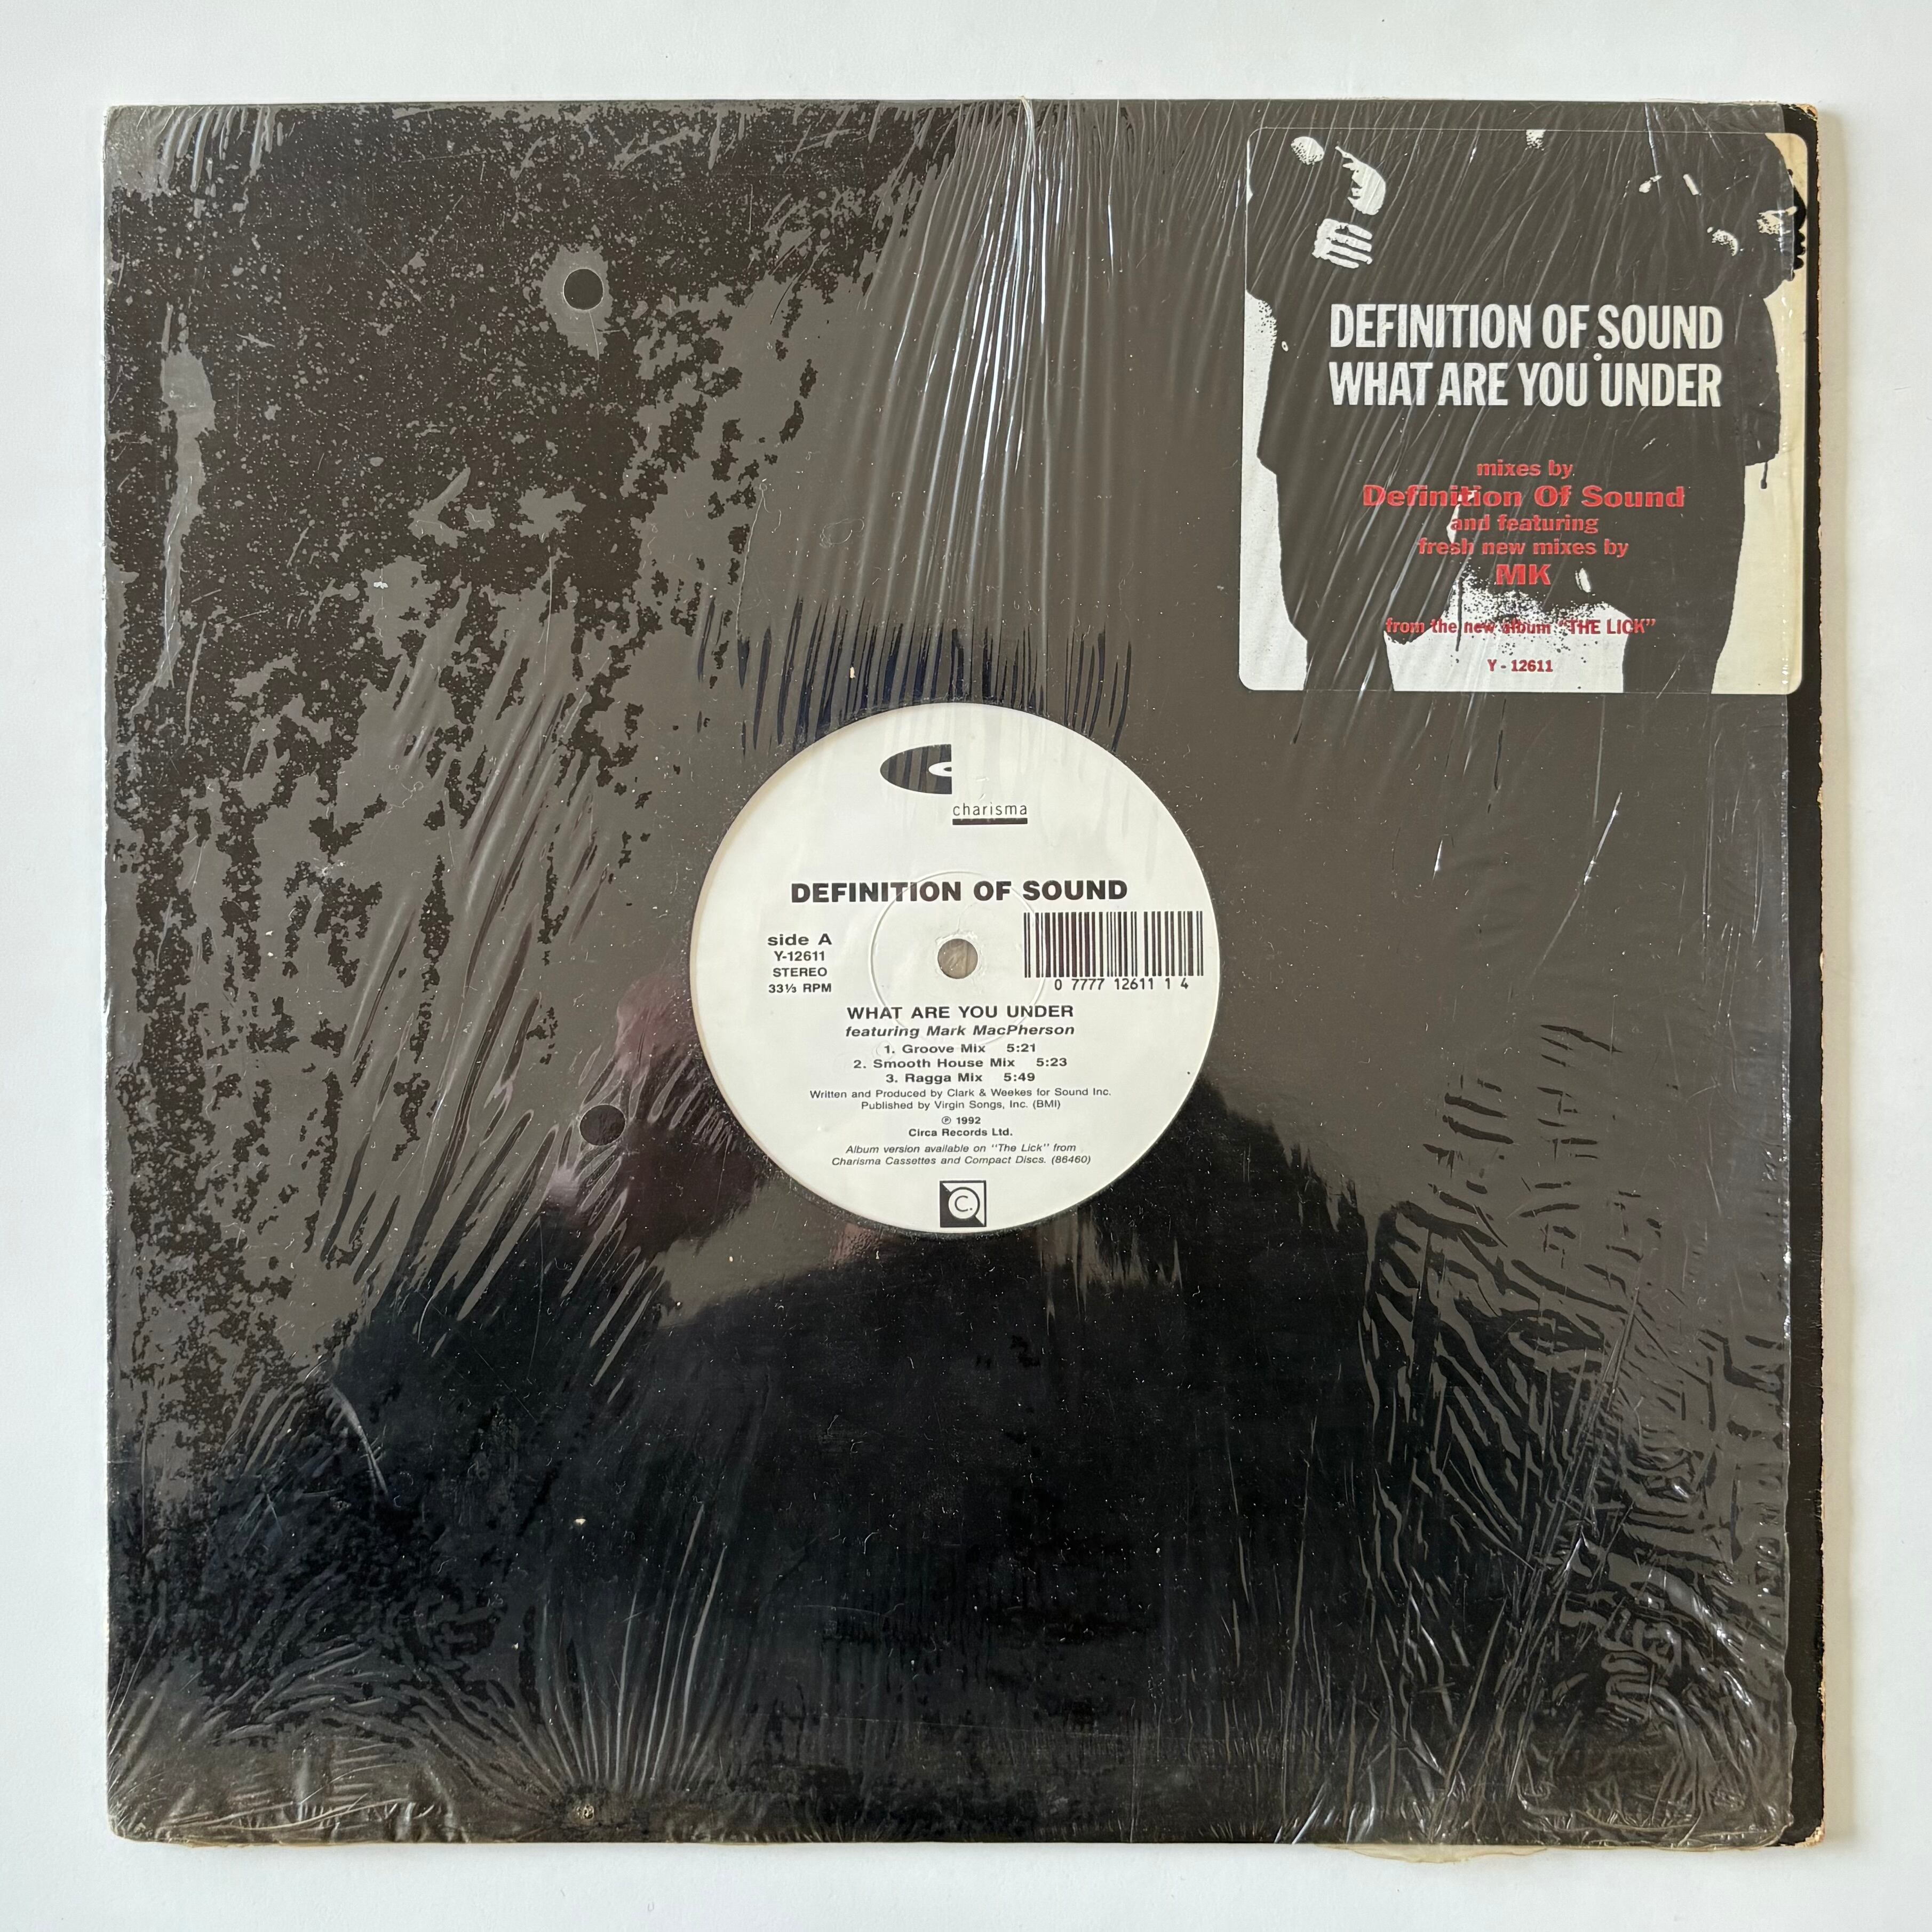 DEFINITION OF SOUND
WHAT ARE YOU UNDER
mixes by
Definition Of Sound
and featuring
fresh new mixes by
MK
from the new album "THE LICK"
Y - 12611
charisma
DEFINITION OF SOUND
side A
Y-12611
STEREO
33⅓ RPM
0 7777 12611 1 4
WHAT ARE YOU UNDER
featuring Mark MacPherson
1. Groove Mix 5:21
2. Smooth House Mix 5:23
3. Ragga Mix 5:49
Written and Produced by Clark & Weekes for Sound Inc.
Published by Virgin Songs, Inc. (BMI)
℗ 1992
Circa Records Ltd.
Album version available on "The Lick" from
Charisma Cassettes and Compact Discs. (86460)
C.